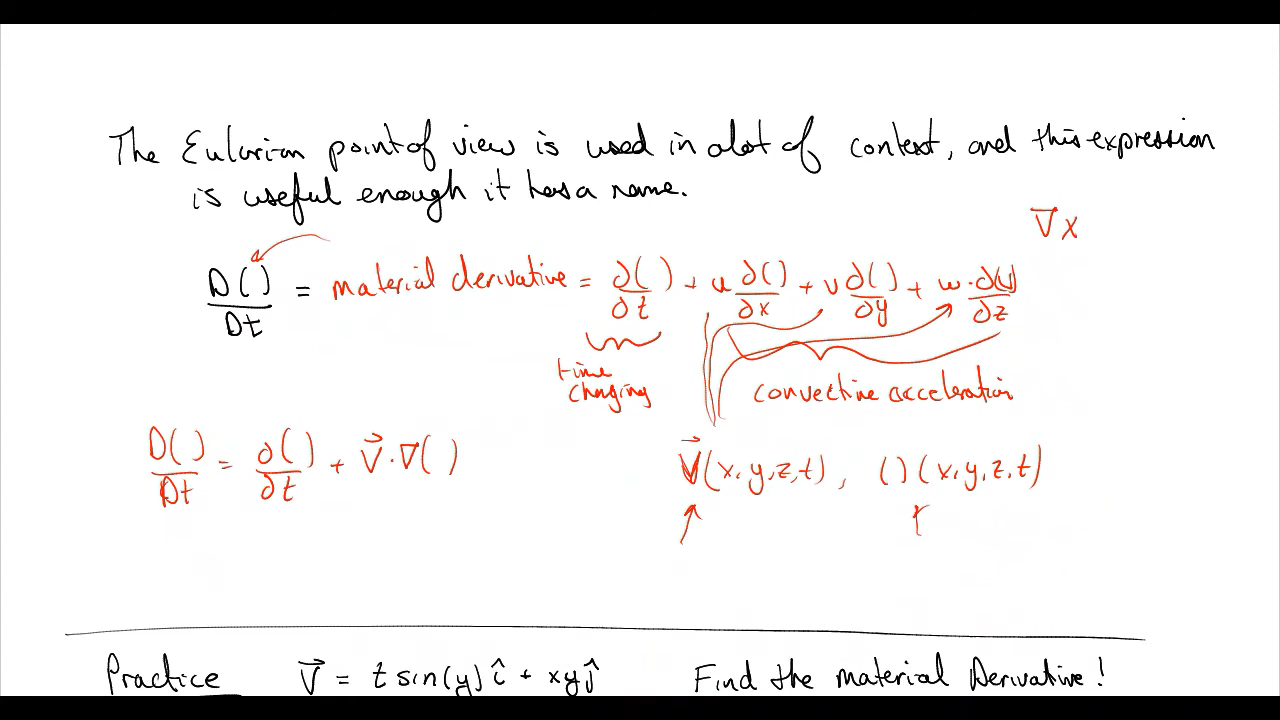 The Eularian point of view is used in a lot of context, and this expression
is useful enough it has a name.
∇⃗ x
D( )/Dt = material derivative = ∂( )/∂t + u ∂( )/∂x + v ∂( )/∂y + w · ∂( )/∂z
time changing
convective acceleration
D( )/Dt = ∂( )/∂t + V⃗ · ∇( )
V⃗(x, y, z, t) , ( )(x, y, z, t)
Practice V⃗ = t sin(y) î + xy ĵ Find the material Derivative!